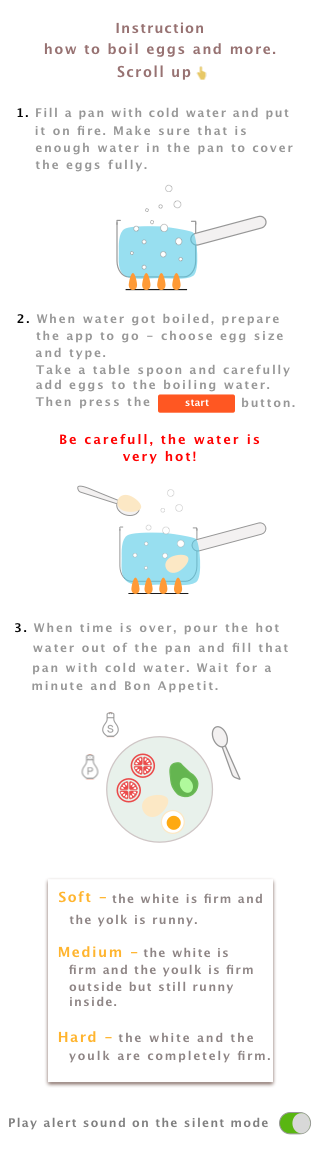 Instruction
how to boil eggs and more.
Scroll up
1. Fill a pan with cold water and put
it on fire. Make sure that is
enough water in the pan to cover
the eggs fully.
2. When water got boiled, prepare
the app to go – choose egg size
and type.
Take a table spoon and carefully
add eggs to the boiling water.
Then press the start button.
Be carefull, the water is
very hot!
3. When time is over, pour the hot
water out of the pan and fill that
pan with cold water. Wait for a
minute and Bon Appetit.
S
P
Soft – the white is firm and
the yolk is runny.
Medium – the white is
firm and the youlk is firm
outside but still runny
inside.
Hard – the white and the
youlk are completely firm.
Play alert sound on the silent mode